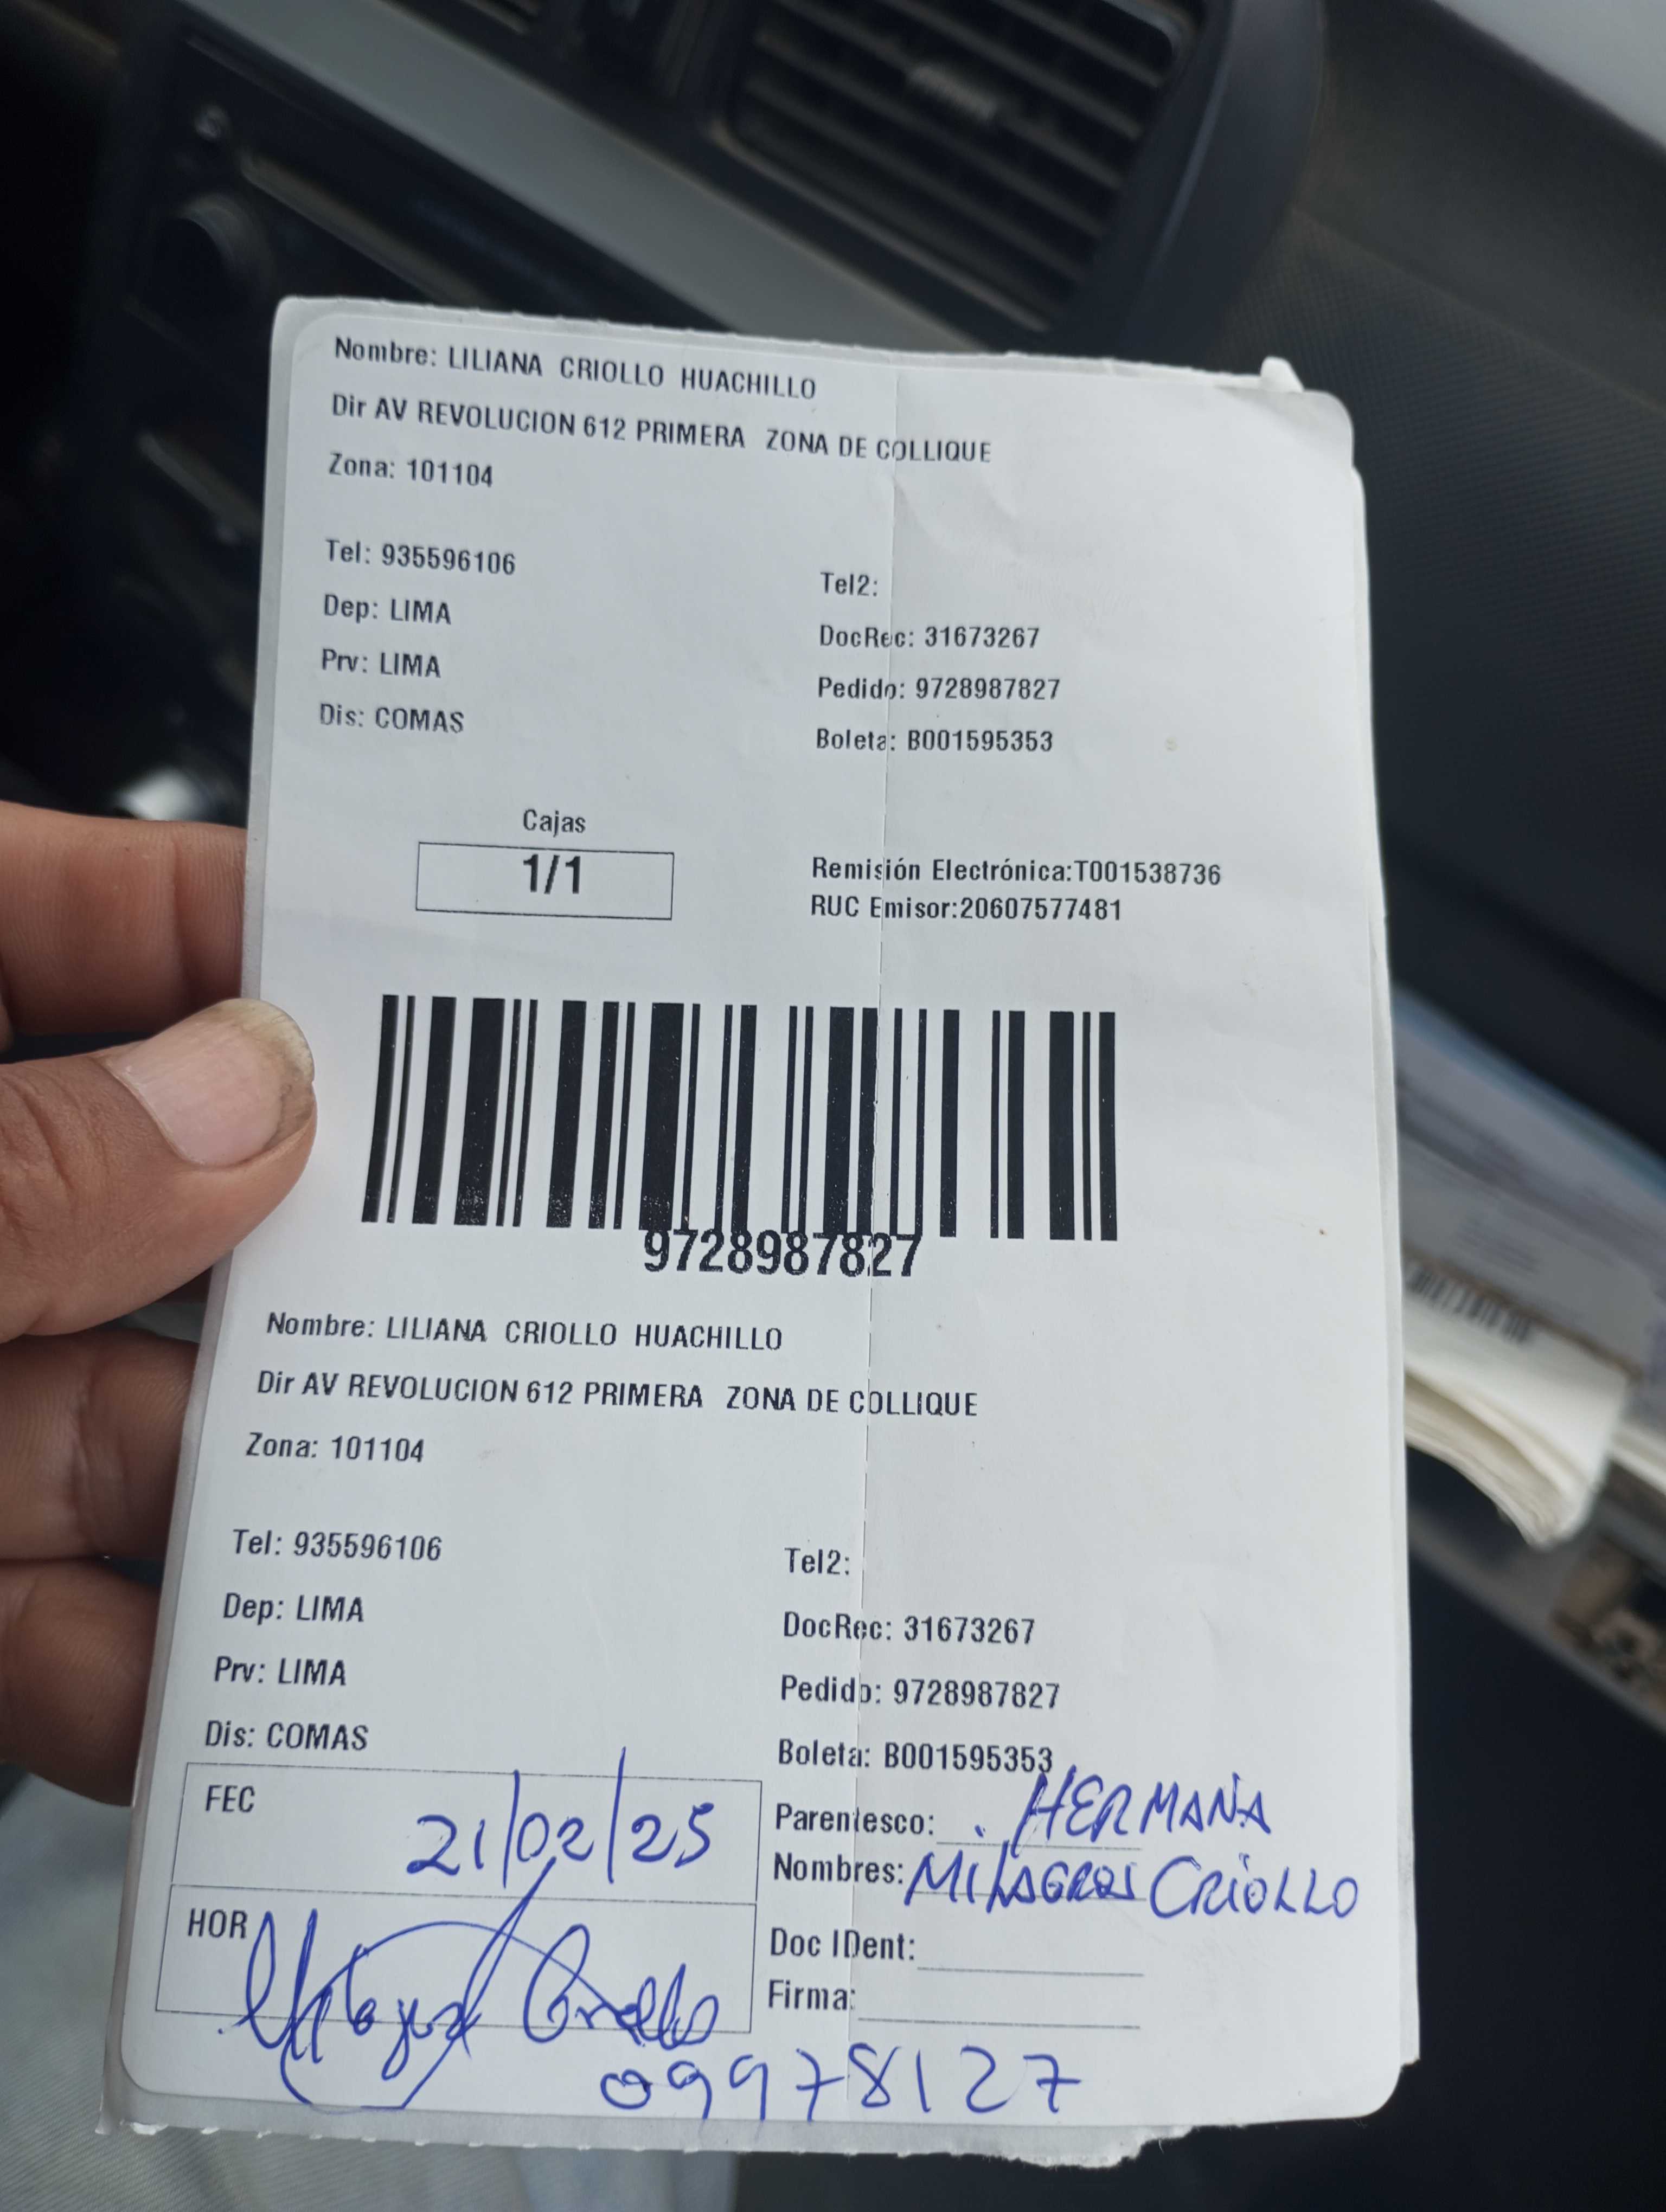 Nombre: LILIANA CRIOLLO HUACHILLO
Dir AV REVOLUCION 612 PRIMERA ZONA DE COLLIQUE
Zona: 101104
Tel: 935596106
Tel2:
Dep: LIMA
DocRec: 31673267
Prv: LIMA
Pedido: 9728987827
Dis: COMAS
Boleta: B001595353
Cajas
1/1
Remisión Electrónica:T001538736
RUC Emisor:20607577481
9728987827
Nombre: LILIANA CRIOLLO HUACHILLO
Dir AV REVOLUCION 612 PRIMERA ZONA DE COLLIQUE
Zona: 101104
Tel: 935596106
Tel2:
Dep: LIMA
DocRec: 31673267
Prv: LIMA
Pedido: 9728987827
Dis: COMAS
Boleta: B001595353
FEC 21/02/25
Parentesco: HERMANA
Nombres: MILAGROS CRIOLLO
HOR
Doc IDent:
Firma:
Milagros Criollo
09978127